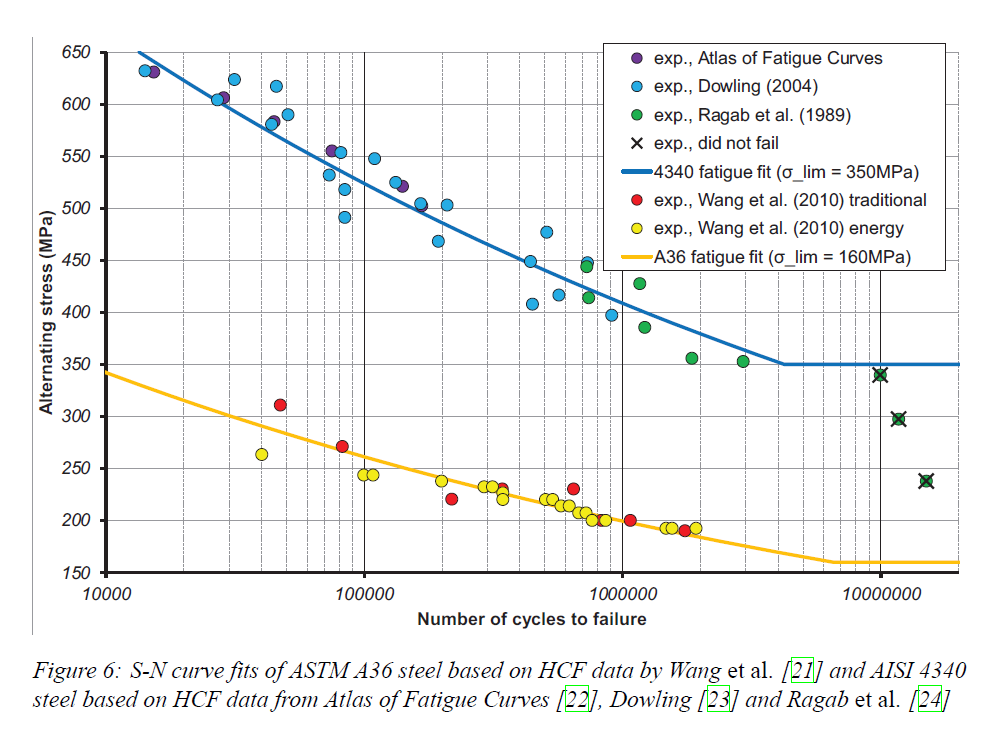 650
600
550
500
450
400
350
300
250
200
150
Alternating stress (MPa)
10000
100000
1000000
10000000
Number of cycles to failure
exp., Atlas of Fatigue Curves
exp., Dowling (2004)
exp., Ragab et al. (1989)
exp., did not fail
4340 fatigue fit (σ_lim = 350MPa)
exp., Wang et al. (2010) traditional
exp., Wang et al. (2010) energy
A36 fatigue fit (σ_lim = 160MPa)
Figure 6: S-N curve fits of ASTM A36 steel based on HCF data by Wang et al. [21] and AISI 4340
steel based on HCF data from Atlas of Fatigue Curves [22], Dowling [23] and Ragab et al. [24]